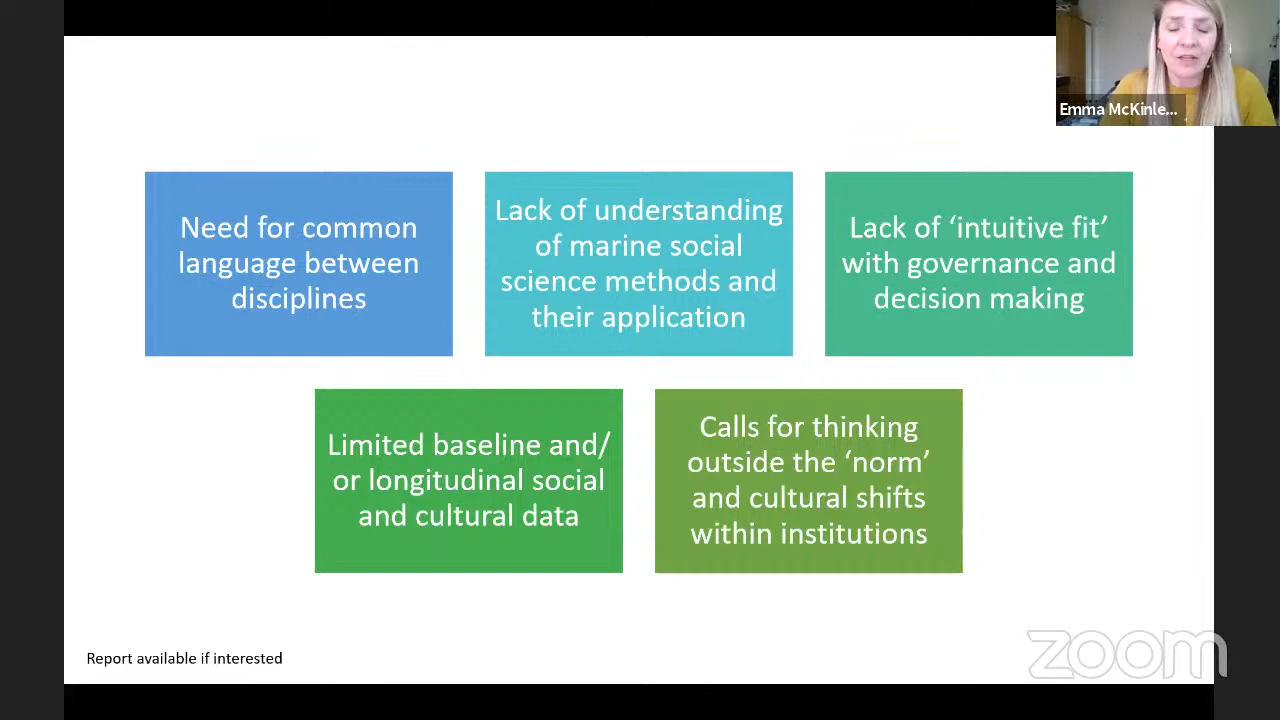 Emma McKinle...
Need for common
language between
disciplines
Lack of understanding
of marine social
science methods and
their application
Lack of ‘intuitive fit’
with governance and
decision making
Limited baseline and/
or longitudinal social
and cultural data
Calls for thinking
outside the ‘norm’
and cultural shifts
within institutions
Report available if interested
zoom